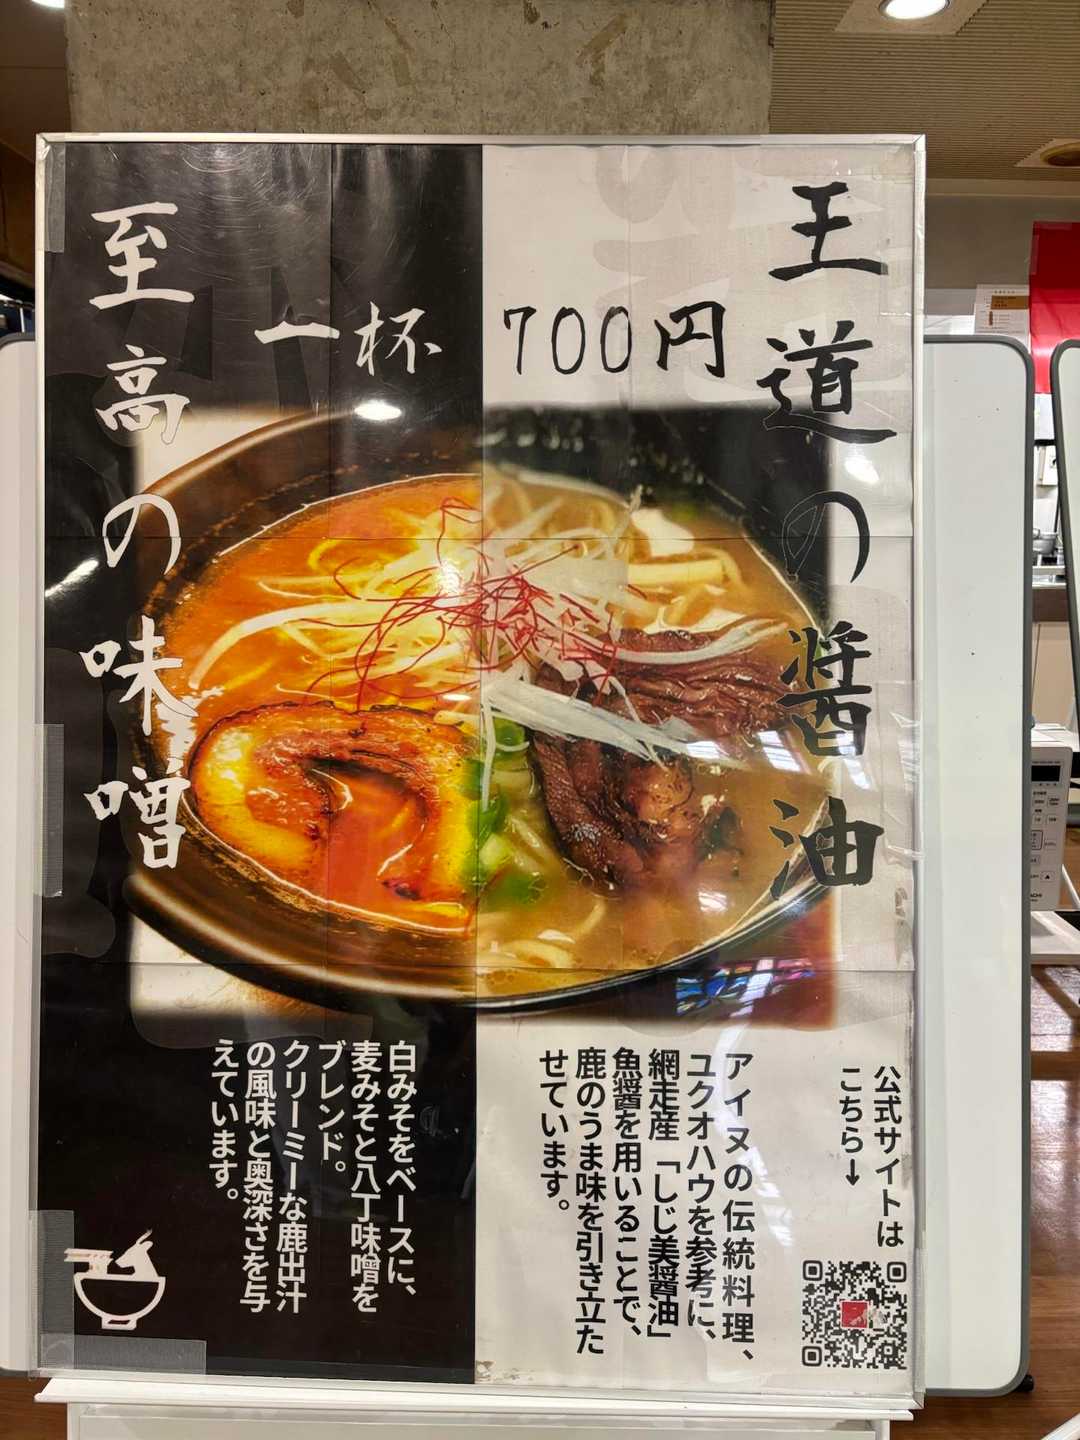 王道の醤油
一杯 700円
至高の味噌
公式サイトは
こちら↓
アイヌの伝統料理、
ユクオハウを参考に、
網走産「しじ美醤油」
魚醤を用いることで、
鹿のうま味を引き立た
せています。
白みそをベースに、
麦みそと八丁味噌を
ブレンド。
クリーミーな鹿出汁
の風味と奥深さを与
えています。